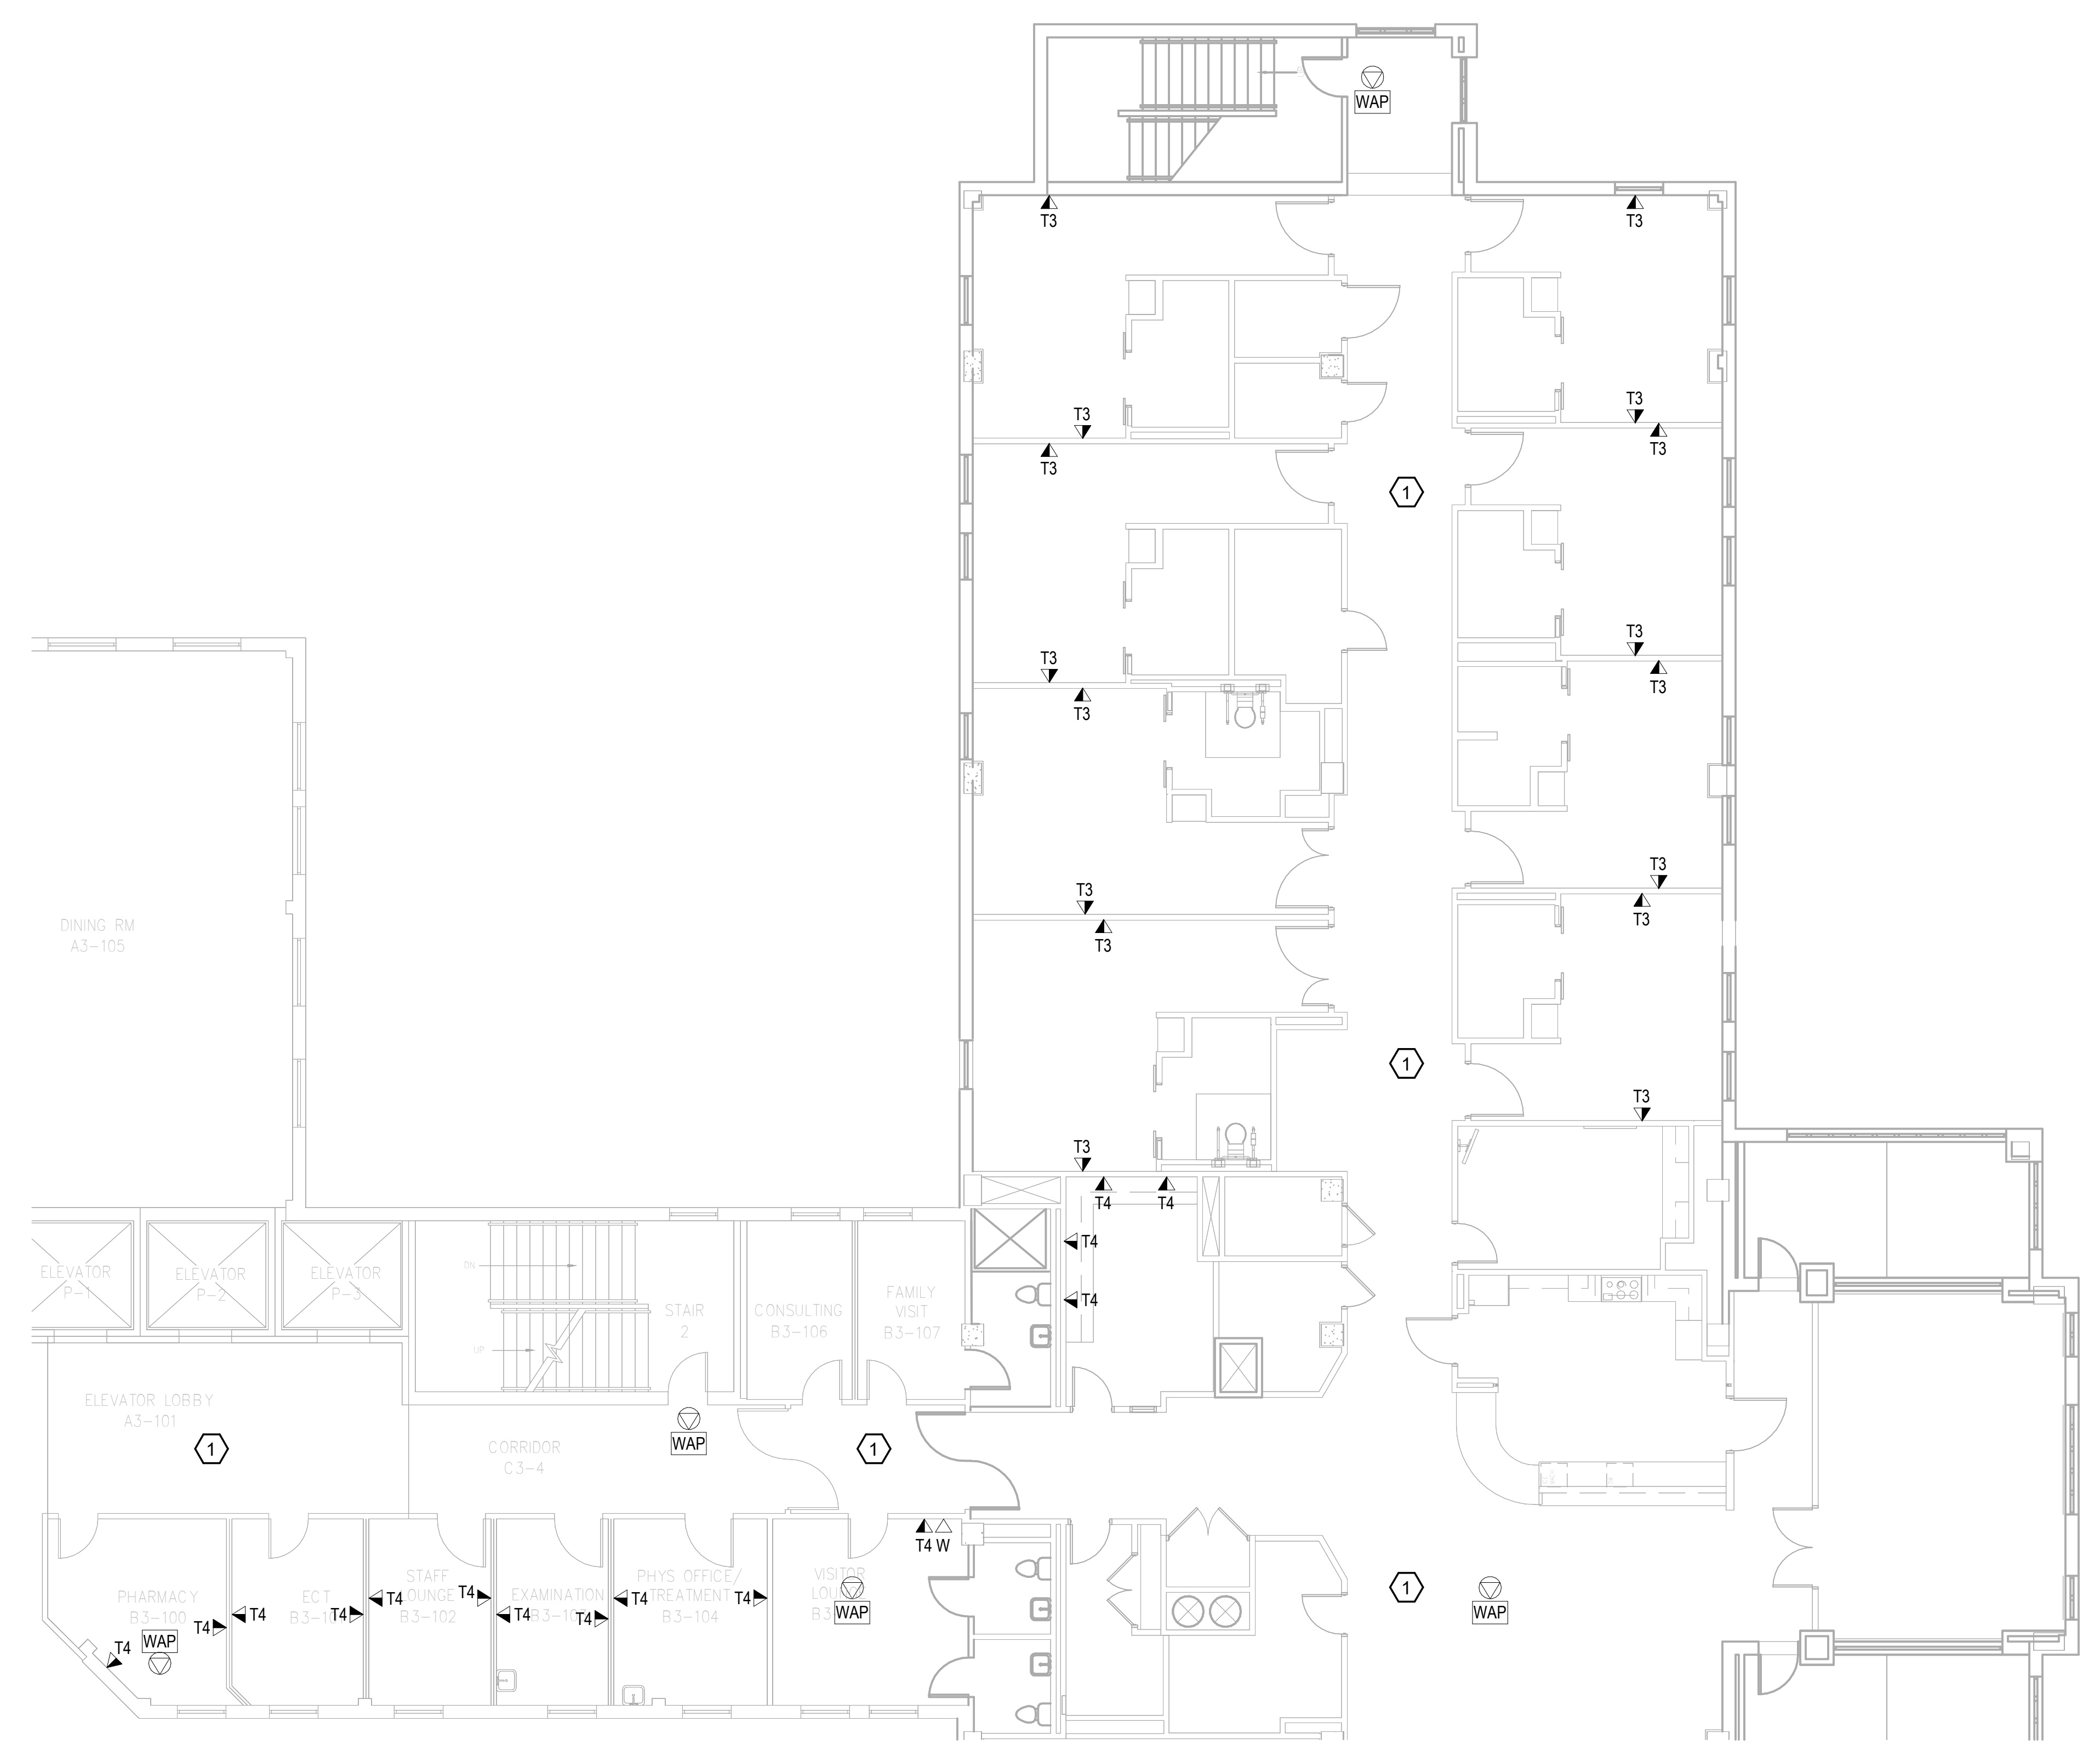 WAP
T3
T3
T3
T3
T3
T3
T3
1
T3
T3
T3
T3
T3
T3
T3
T3
DINING RM
A3-105
T3
1
T3
T3
T4
T4
T4
T4
ELEVATOR
P-1
ELEVATOR
P-2
ELEVATOR
P-3
DN
UP
STAIR
2
CONSULTING
B3-106
FAMILY
VISIT
B3-107
ELEVATOR LOBBY
A3-101
1
CORRIDOR
C3-4
WAP
1
T4 W
PHARMACY
B3-100
T4
T4
WAP
T4
ECT
T4
STAFF
LOUNGE
B3-102
T4
T4
EXAMINATION
T4
T4
PHYS OFFICE/
TREATMENT
B3-104
T4
T4
VISITOR
WAP
1
WAP